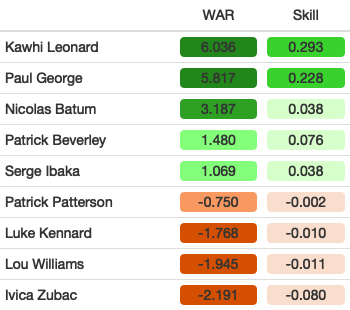 WAR Skill
Kawhi Leonard 6.036 0.293
Paul George 5.817 0.228
Nicolas Batum 3.187 0.038
Patrick Beverley 1.480 0.076
Serge Ibaka 1.069 0.038
Patrick Patterson -0.750 -0.002
Luke Kennard -1.768 -0.010
Lou Williams -1.945 -0.011
Ivica Zubac -2.191 -0.080